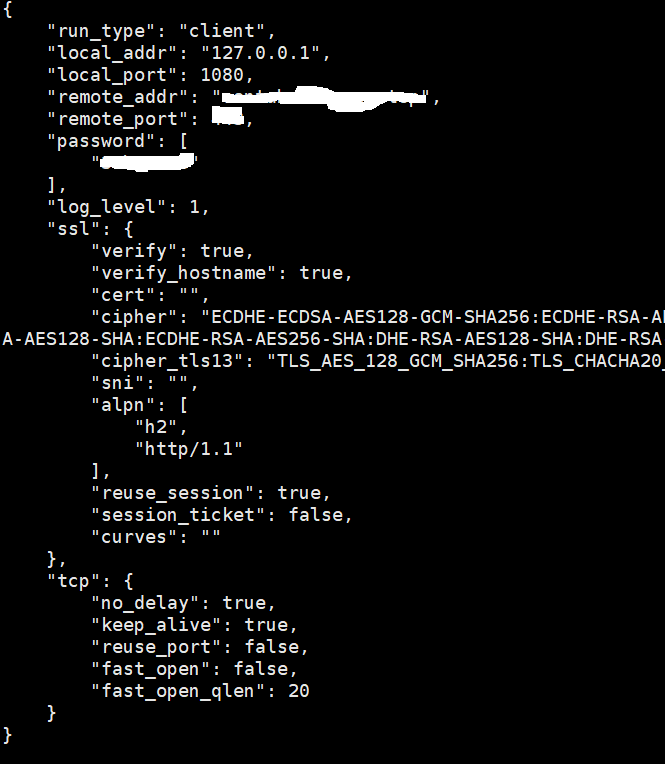 {
    "run_type": "client",
    "local_addr": "127.0.0.1",
    "local_port": 1080,
    "remote_addr": "",
    "remote_port": ,
    "password": [
        ""
    ],
    "log_level": 1,
    "ssl": {
        "verify": true,
        "verify_hostname": true,
        "cert": "",
        "cipher": "ECDHE-ECDSA-AES128-GCM-SHA256:ECDHE-RSA-A
A-AES128-SHA:ECDHE-RSA-AES256-SHA:DHE-RSA-AES128-SHA:DHE-RSA
        "cipher_tls13": "TLS_AES_128_GCM_SHA256:TLS_CHACHA20_
        "sni": "",
        "alpn": [
            "h2",
            "http/1.1"
        ],
        "reuse_session": true,
        "session_ticket": false,
        "curves": ""
    },
    "tcp": {
        "no_delay": true,
        "keep_alive": true,
        "reuse_port": false,
        "fast_open": false,
        "fast_open_qlen": 20
    }
}